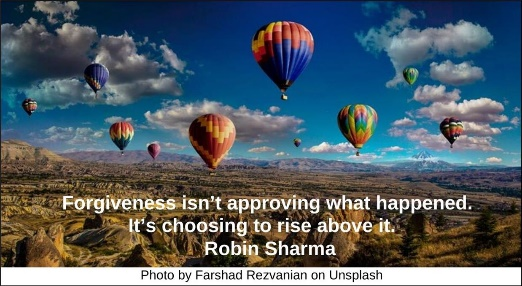 Forgiveness isn’t approving what happened.
It’s choosing to rise above it.
Robin Sharma
Photo by Farshad Rezvanian on Unsplash